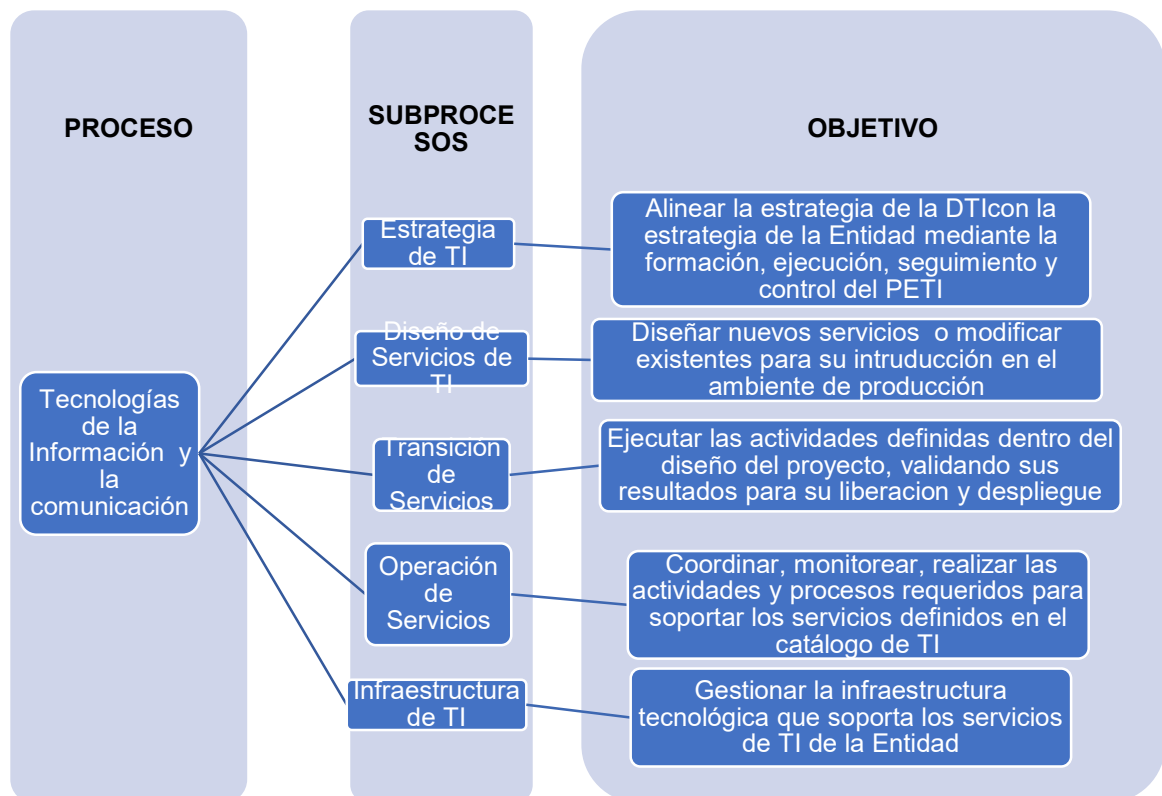 PROCESO
SUBPROCE
SOS
OBJETIVO
Tecnologías
de la
Información y
la
comunicación
Estrategia
de TI
Alinear la estrategia de la DTIcon la
estrategia de la Entidad mediante la
formación, ejecución, seguimiento y
control del PETI
Diseño de
Servicios de
TI
Diseñar nuevos servicios o modificar
existentes para su intruducción en el
ambiente de producción
Transición de
Servicios
Ejecutar las actividades definidas dentro del
diseño del proyecto, validando sus
resultados para su liberacion y despliegue
Operación
de
Servicios
Coordinar, monitorear, realizar las
actividades y procesos requeridos para
soportar los servicios definidos en el
catálogo de TI
Infraestructura
de TI
Gestionar la infraestructura
tecnológica que soporta los servicios
de TI de la Entidad